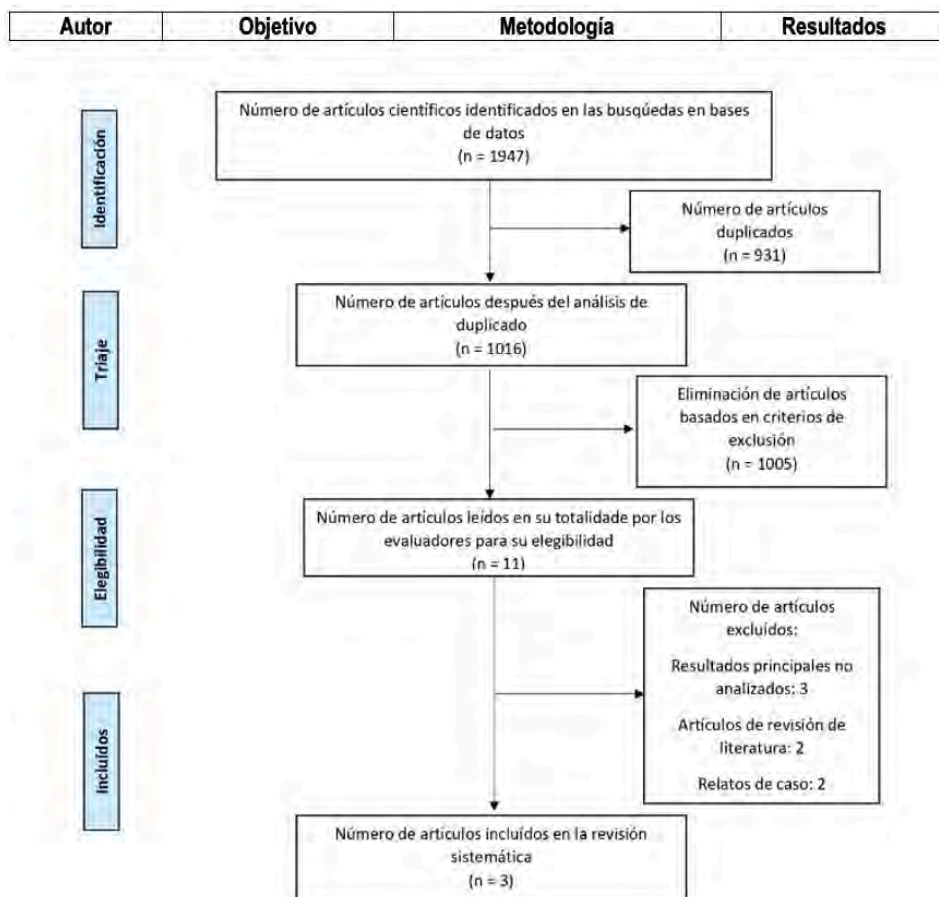 Autor Objetivo Metodología Resultados
Identificación
Número de artículos científicos identificados en las busqúedas en bases
de datos
(n = 1947)
Número de artículos
duplicados
(n = 931)
Triaje
Número de artículos después del análisis de
duplicado
(n = 1016)
Eliminación de artículos
basados en criterios de
exclusión
(n = 1005)
Elegibilidad
Número de artículos leídos en su totalidade por los
evaluadores para su elegibilidad
(n = 11)
Número de artículos
excluídos:
Resultados principales no
analizados: 3
Artículos de revisión de
literatura: 2
Relatos de caso: 2
Incluídos
Número de artículos incluídos en la revisión
sistemática
(n = 3)